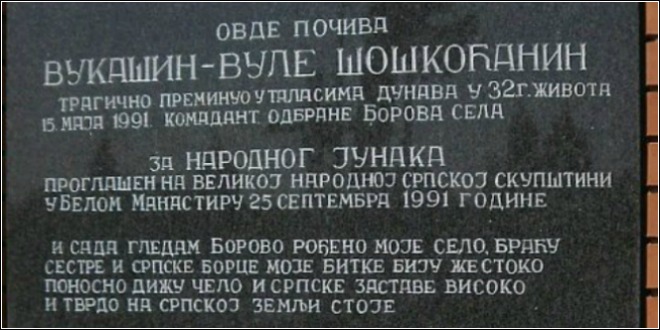 ОВДЕ ПОЧИВА
ВУКАШИН-ВУЛЕ ШОШКОЋАНИН
ТРАГИЧНО ПРЕМИНУО У ТАЛАСИМА ДУНАВА У 32 Г. ЖИВОТА
15. МАЈА 1991. КОМАДАНТ ОДБРАНЕ БОРОВА СЕЛА
ЗА НАРОДНОГ ЈУНАКА
ПРОГЛАШЕН НА ВЕЛИКОЈ НАРОДНОЈ СРПСКОЈ СКУПШТИНИ
У БЕЛОМ МАНАСТИРУ 25 СЕПТЕМБРА 1991 ГОДИНЕ
И САДА ГЛЕДАМ БОРОВО РОЂЕНО МОЈЕ СЕЛО, БРАЋУ
СЕСТРЕ И СРПСКЕ БОРЦЕ МОЈЕ БИТКЕ БИЈУ ЖЕСТОКО
ПОНОСНО ДИЖУ ЧЕЛО И СРПСКЕ ЗАСТАВЕ ВИСОКО
И ТВРДО НА СРПСКОЈ ЗЕМЉИ СТОЈЕ